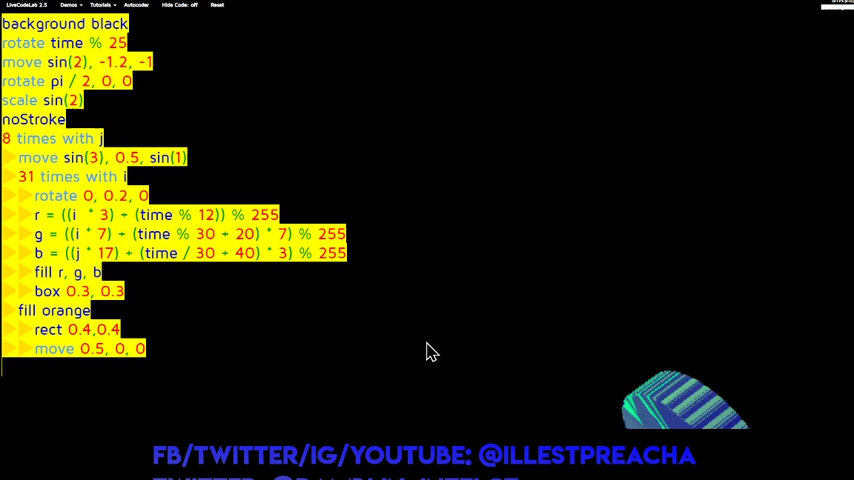 LiveCodeLab 2.5 Demos Tutorials Autocoder Hide Code: off Reset
background black
rotate time % 25
move sin(2), -1.2, -1
rotate pi / 2, 0, 0
scale sin(2)
noStroke
8 times with j
move sin(3), 0.5, sin(1)
31 times with i
rotate 0, 0.2, 0
r = ((i * 3) + (time % 12)) % 255
g = ((i * 7) + (time % 30 + 20) * 7) % 255
b = ((j * 17) + (time / 30 + 40) * 3) % 255
fill r, g, b
box 0.3, 0.3
fill orange
rect 0.4,0.4
move 0.5, 0, 0
FB/TWITTER/IG/YOUTUBE: @ILLESTPREACHA